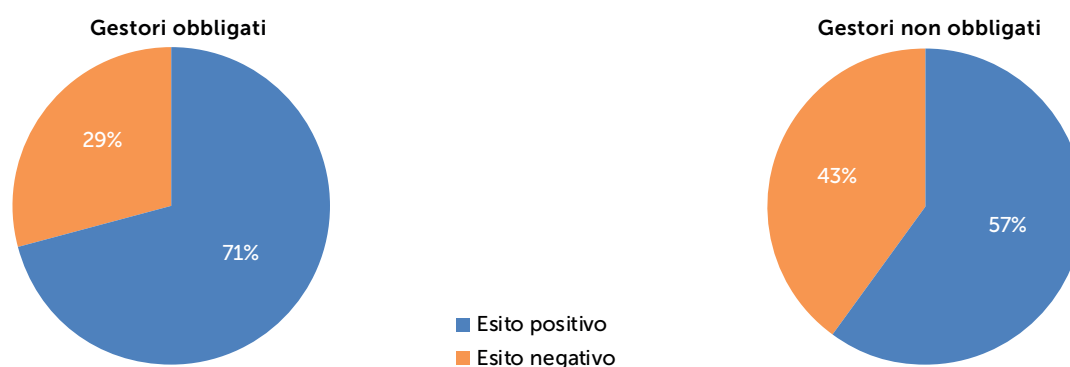 Gestori obbligati
29%
71%
Gestori non obbligati
43%
57%
Esito positivo
Esito negativo